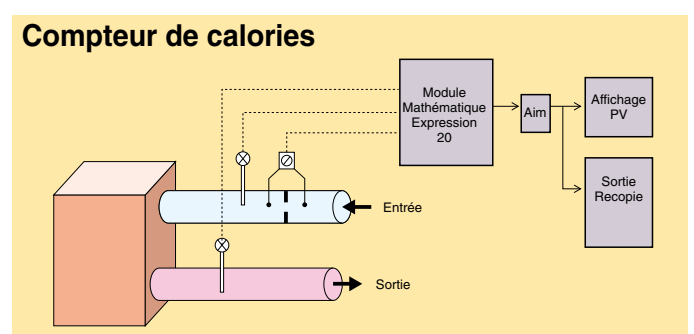 Compteur de calories
Module
Mathématique
Expression
20
Aim
Affichage
PV
Sortie
Recopie
Entrée
Sortie